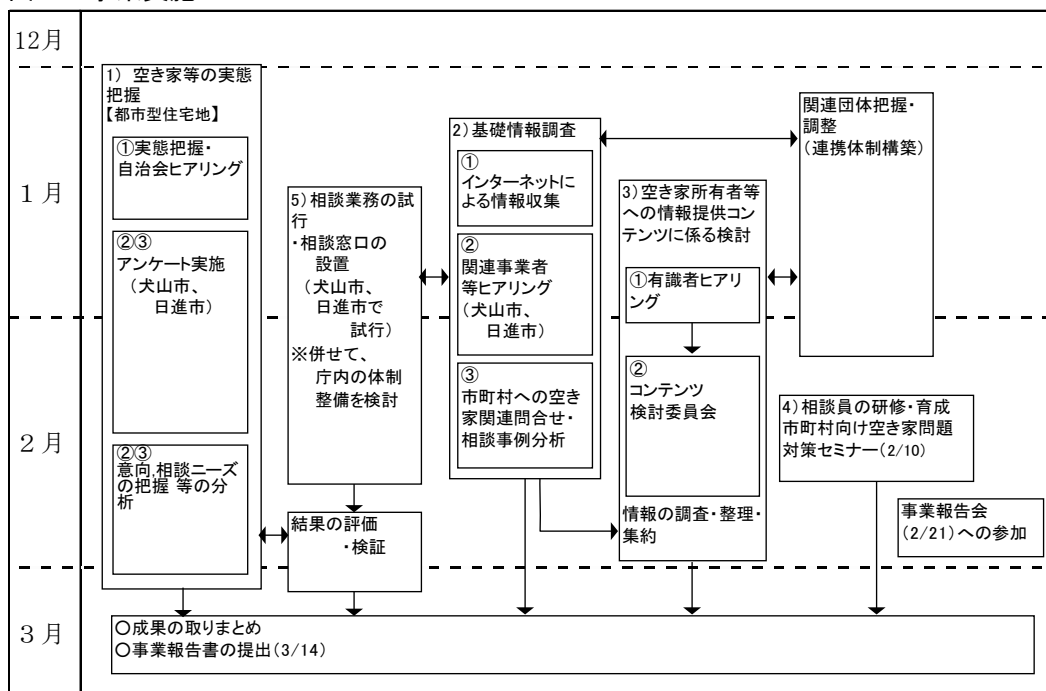 12月
1月
2月
3月
1) 空き家等の実態
把握
【都市型住宅地】
①実態把握・
自治会ヒアリング
②③
アンケート実施
(犬山市、
日進市)
②③
意向,相談ニーズ
の把握 等の分
析
5)相談業務の試
行
・相談窓口の
設置
(犬山市、
日進市で
試行)
※併せて、
庁内の体制
整備を検討
結果の評価
・検証
2)基礎情報調査
①
インターネットに
よる情報収集
②
関連事業者
等ヒアリング
(犬山市、
日進市)
③
市町村への空き
家関連問合せ・
相談事例分析
3)空き家所有者等
への情報提供コン
テンツに係る検討
①有識者ヒアリ
ング
②
コンテンツ
検討委員会
情報の調査・整理・
集約
関連団体把握・
調整
(連携体制構築)
4)相談員の研修・育成
市町村向け空き家問題
対策セミナー(2/10)
事業報告会
(2/21)への参加
○成果の取りまとめ
○事業報告書の提出(3/14)